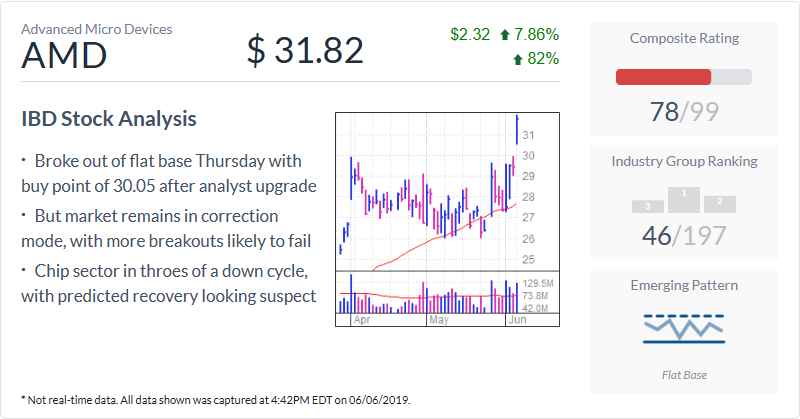 Advanced Micro Devices
AMD
$ 31.82
$2.32 7.86%
82%
IBD Stock Analysis
· Broke out of flat base Thursday with
buy point of 30.05 after analyst upgrade
· But market remains in correction
mode, with more breakouts likely to fail
· Chip sector in throes of a down cycle,
with predicted recovery looking suspect
31
30
29
28
27
26
25
129.5M
73.8M
42.0M
Apr May Jun
Composite Rating
78/99
Industry Group Ranking
3 1 2
46/197
Emerging Pattern
Flat Base
* Not real-time data. All data shown was captured at 4:42PM EDT on 06/06/2019.